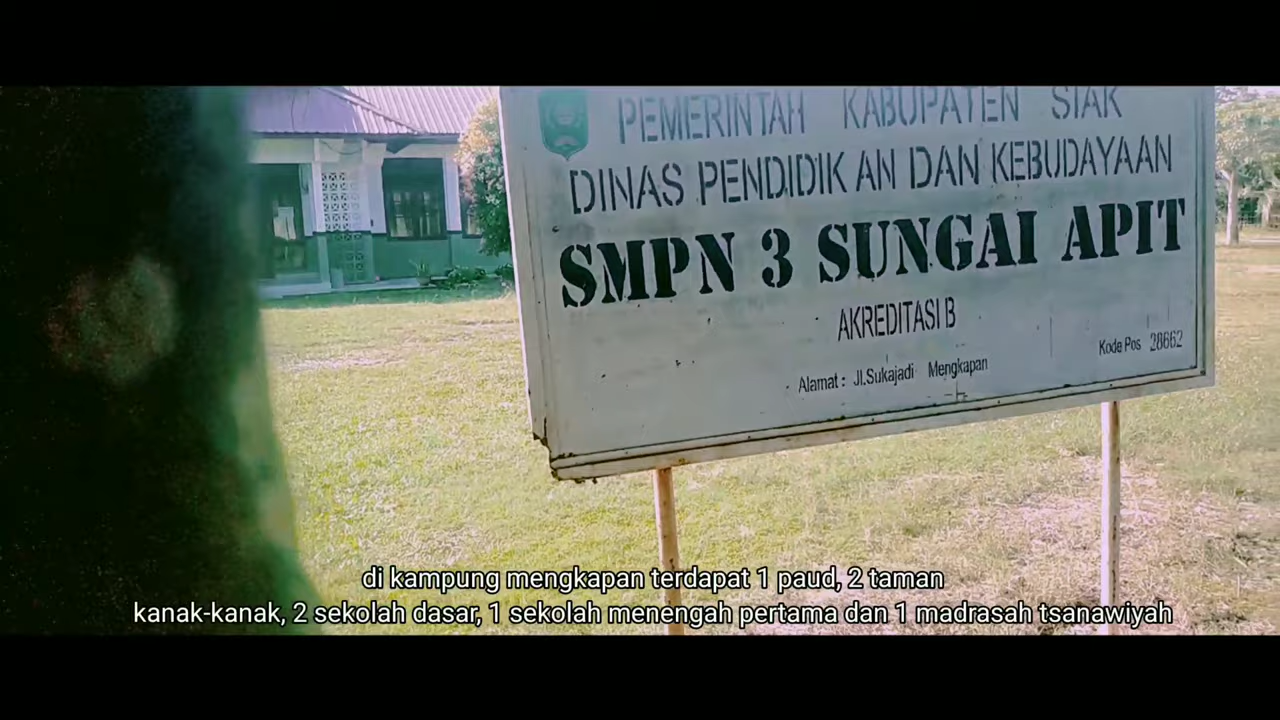 PEMERINTAH KABUPATEN SIAK
DINAS PENDIDIKAN DAN KEBUDAYAAN
SMPN 3 SUNGAI APIT
AKREDITASI B
Kode Pos 28662
Alamat : Jl.Sukajadi Mengkapan
di kampung mengkapan terdapat 1 paud, 2 taman
kanak-kanak, 2 sekolah dasar, 1 sekolah menengah pertama dan 1 madrasah tsanawiyah